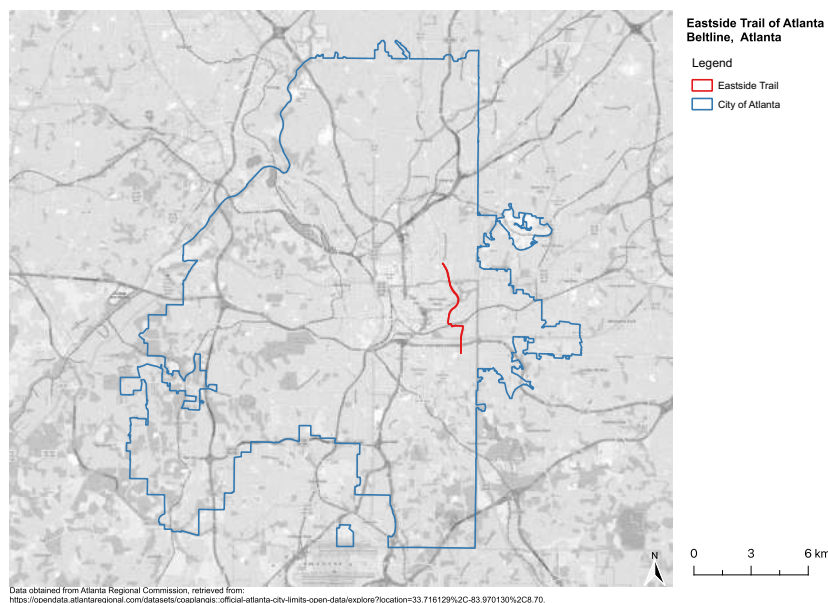 Eastside Trail of Atlanta
Beltline, Atlanta
Legend
Eastside Trail
City of Atlanta
N
0 3 6 km
Data obtained from Atlanta Regional Commission, retrieved from:
https://opendata.atlantaregional.com/datasets/coaplangis::official-atlanta-city-limits-open-data/explore?location=33.716129%2C-83.970130%2C8.70.